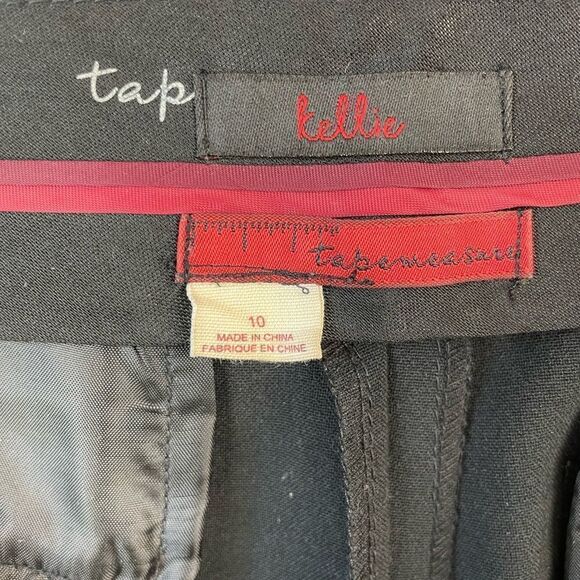 tap
kellie
tapemeasure
10
MADE IN CHINA
FABRIQUE EN CHINE